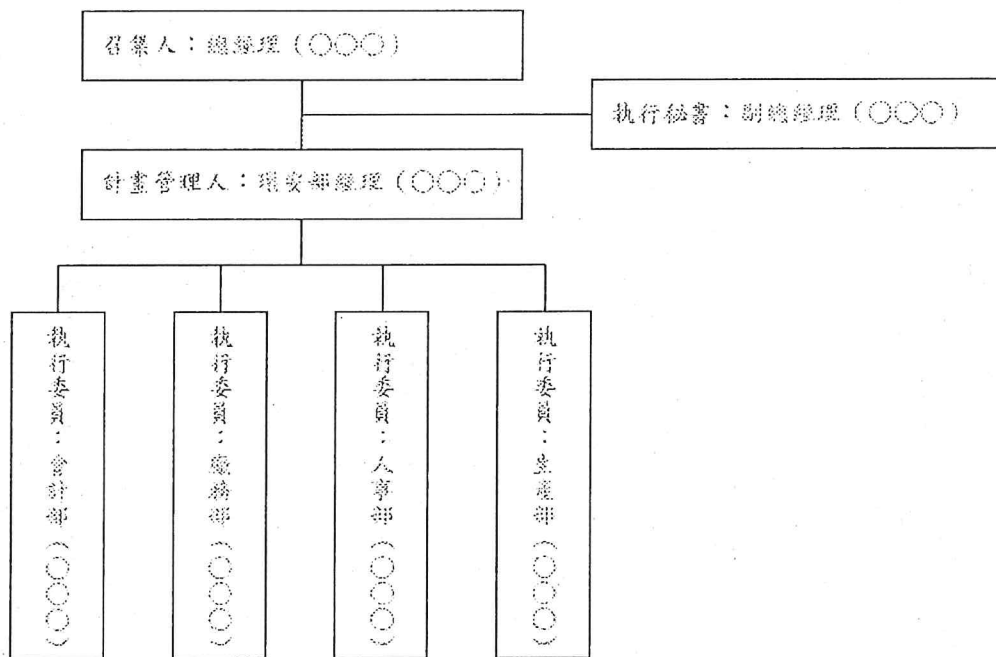 召集人：總經理（○○○）
執行秘書：副總經理（○○○）
計畫管理人：環安部經理（○○○）
執行委員：會計部（○○○）
執行委員：廠務部（○○○）
執行委員：人事部（○○○）
執行委員：生產部（○○○）